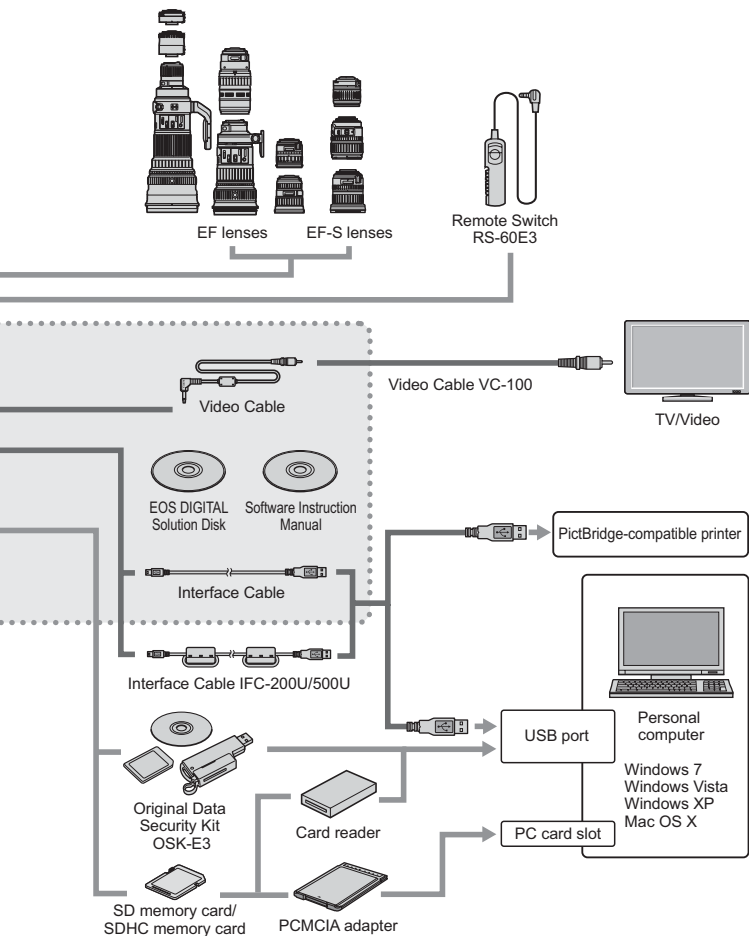 EF lenses
EF-S lenses
Remote Switch
RS-60E3
Video Cable
Video Cable VC-100
TV/Video
EOS DIGITAL
Solution Disk
Software Instruction
Manual
PictBridge-compatible printer
Interface Cable
Interface Cable IFC-200U/500U
USB port
Personal
computer
Windows 7
Windows Vista
Windows XP
Mac OS X
Original Data
Security Kit
OSK-E3
Card reader
PC card slot
SD memory card/
SDHC memory card
PCMCIA adapter